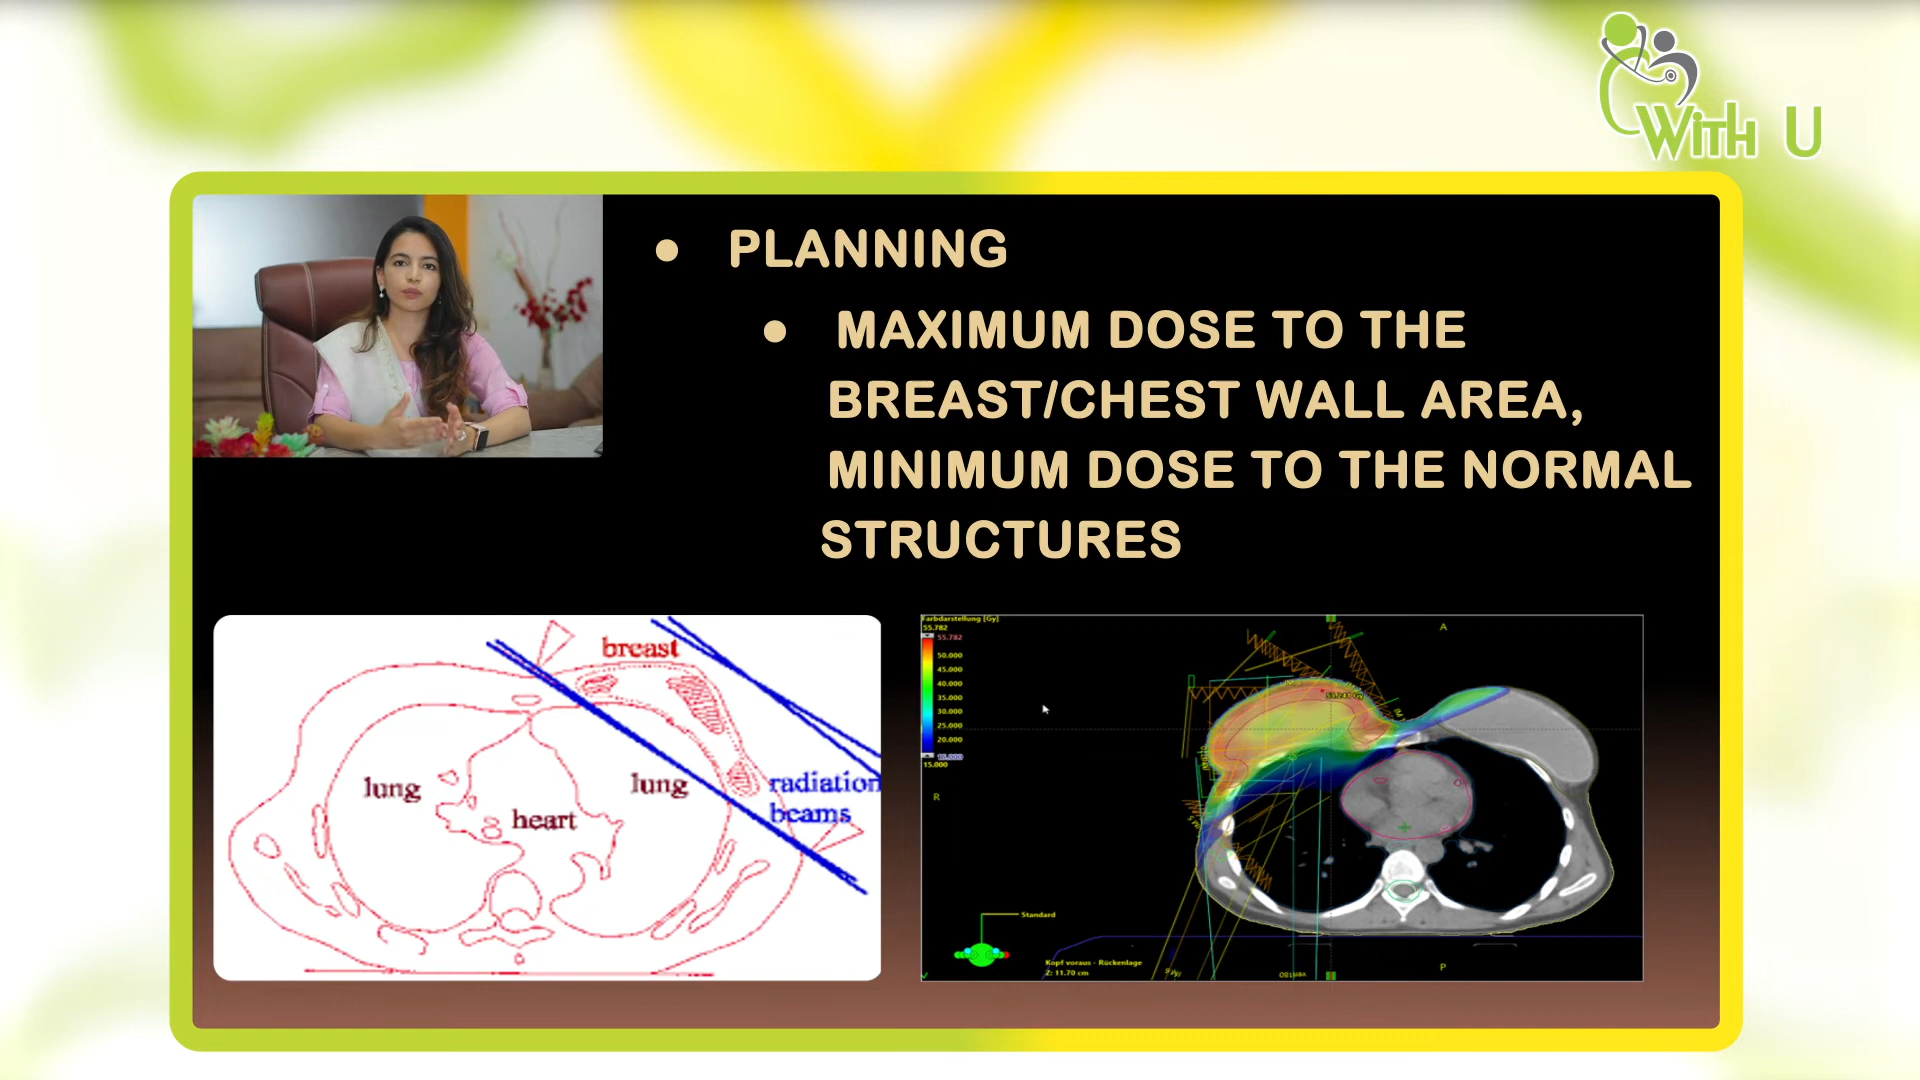 With U
● PLANNING
● MAXIMUM DOSE TO THE
BREAST/CHEST WALL AREA,
MINIMUM DOSE TO THE NORMAL
STRUCTURES
breast
lung
lung
heart
radiation
beams
Farbdarstellung [Gy]
55.782
55.782
50.000
45.000
40.000
35.000
30.000
25.000
20.000
15.000
A
R
Standard
Kopf voraus - Rückenlage
Z: 11.70 cm
P